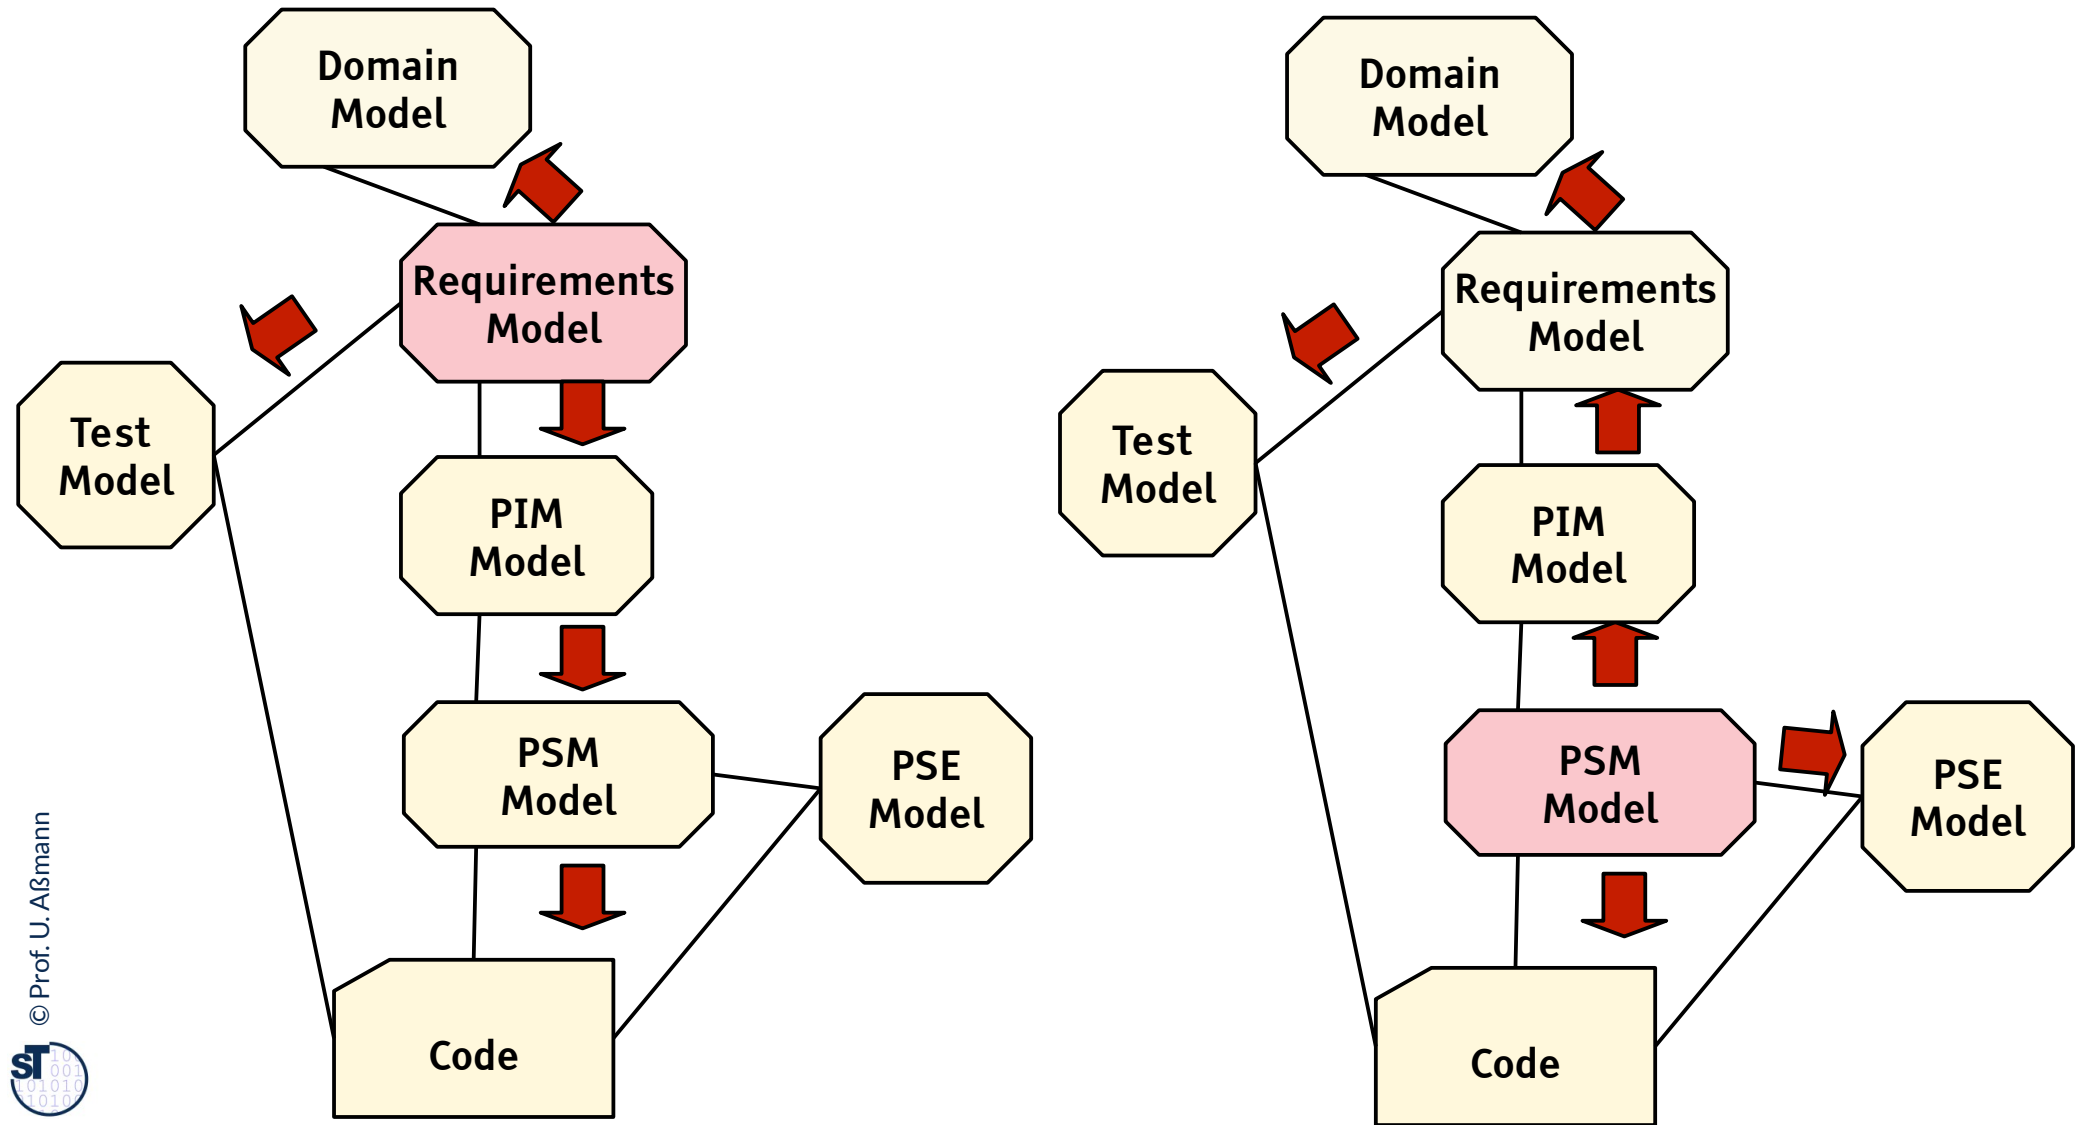 Domain
Model
Requirements
Model
Test
Model
PIM
Model
PSM
Model
PSE
Model
Code
Domain
Model
Requirements
Model
Test
Model
PIM
Model
PSM
Model
PSE
Model
Code
© Prof. U. Aßmann
ST